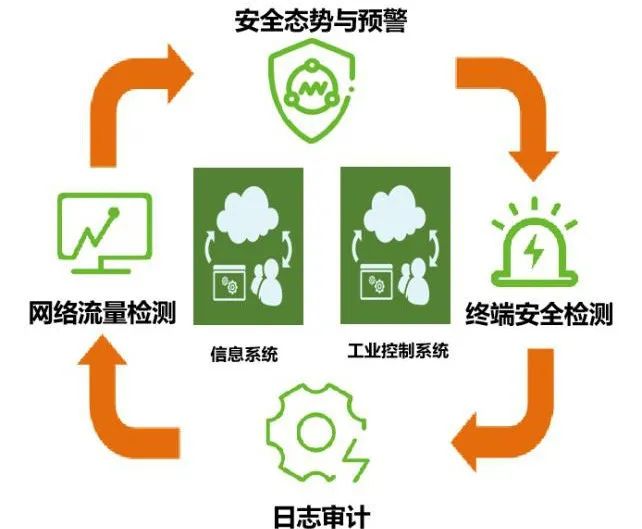 安全态势与预警
网络流量检测
终端安全检测
信息系统
工业控制系统
日志审计